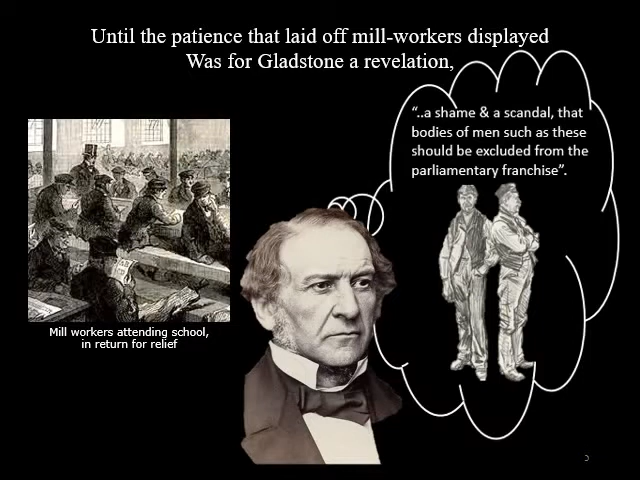 Until the patience that laid off mill-workers displayed
Was for Gladstone a revelation,
“..a shame & a scandal, that
bodies of men such as these
should be excluded from the
parliamentary franchise”.
Mill workers attending school,
in return for relief